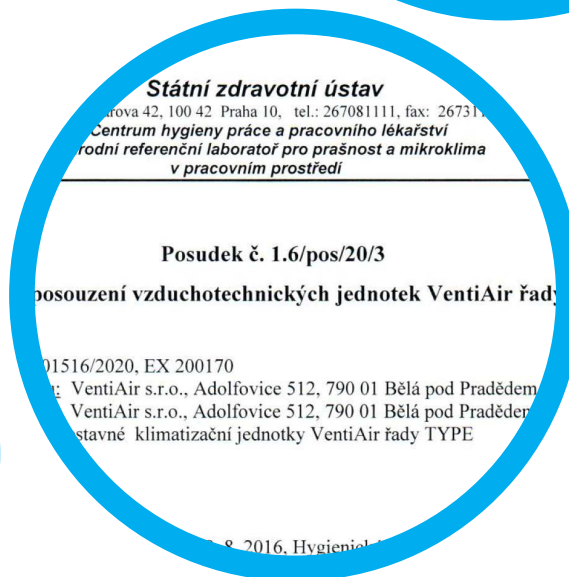 Státní zdravotní ústav
rova 42, 100 42 Praha 10, tel.: 267081111, fax: 26731
Centrum hygieny práce a pracovního lékařství
rodní referenční laboratoř pro prašnost a mikroklima
v pracovním prostředí
Posudek č. 1.6/pos/20/3
posouzení vzduchotechnických jednotek VentiAir řady
01516/2020, EX 200170
VentiAir s.r.o., Adolfovice 512, 790 01 Bělá pod Pradědem
VentiAir s.r.o., Adolfovice 512, 790 01 Bělá pod Pradědem
stavné klimatizační jednotky VentiAir řady TYPE
8. 2016, Hygienick